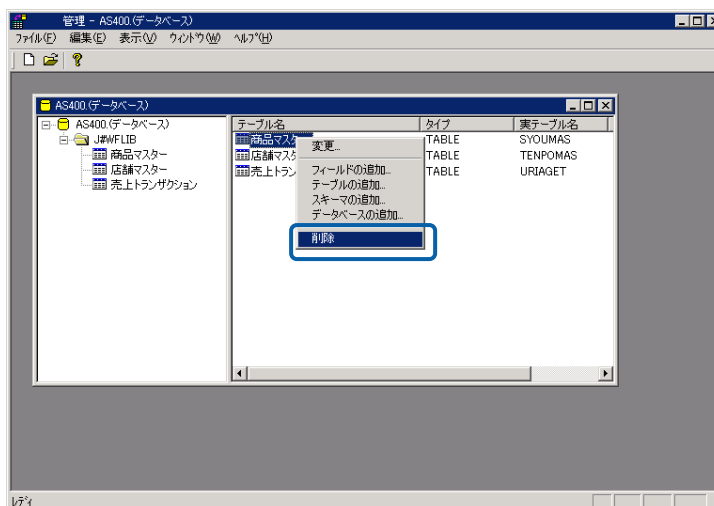 管理 - AS400.(データベース)
ファイル(F) 編集(E) 表示(V) ウィンドウ(W) ヘルプ(H)
AS400.(データベース)
AS400.(データベース)
J#WFLIB
商品マスター
店舗マスター
売上トランザクション
テーブル名 タイプ 実テーブル名
商品マスタ TABLE SYOUMAS
店舗マスタ TABLE TENPOMAS
売上トラン TABLE URIAGET
変更...
フィールドの追加...
テーブルの追加...
スキーマの追加...
データベースの追加...
削除
レディ